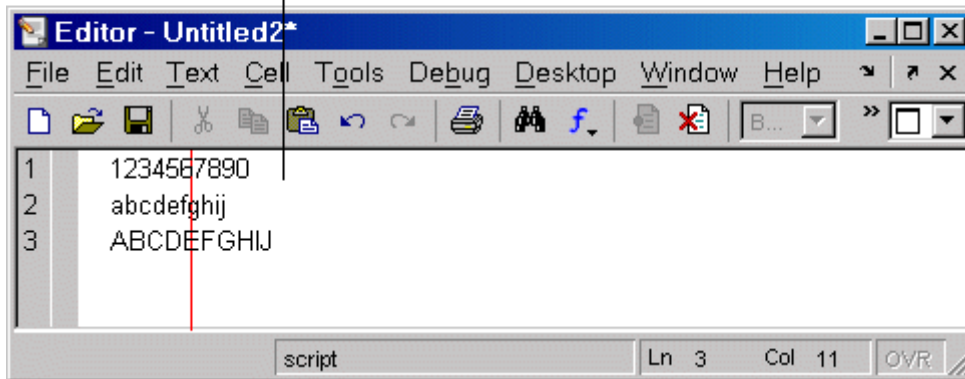 Editor - Untitled2*
File Edit Text Cell Tools Debug Desktop Window Help
B...
1 1234567890
2 abcdefghij
3 ABCDEFGHIJ
script Ln 3 Col 11 OVR